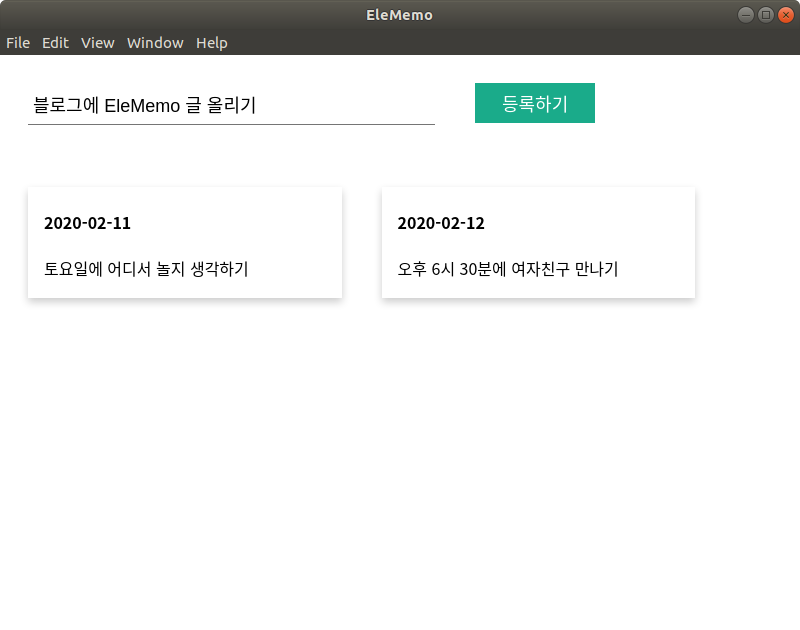 EleMemo
File Edit View Window Help
블로그에 EleMemo 글 올리기
등록하기
2020-02-11
토요일에 어디서 놀지 생각하기
2020-02-12
오후 6시 30분에 여자친구 만나기